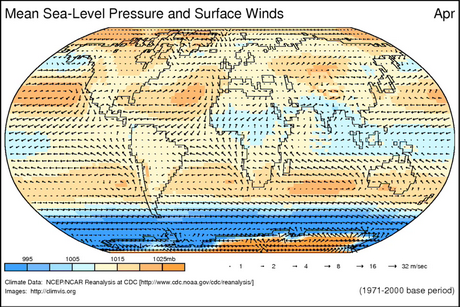 Mean Sea-Level Pressure and Surface Winds Apr
995 1005 1015 1025mb
- 1 → 2 → 4 → 8 → 16 → 32 m/sec
Climate Data: NCEP/NCAR Reanalysis at CDC [http://www.cdc.noaa.gov/cdc/reanalysis/]
Images: http://climvis.org
(1971-2000 base period)